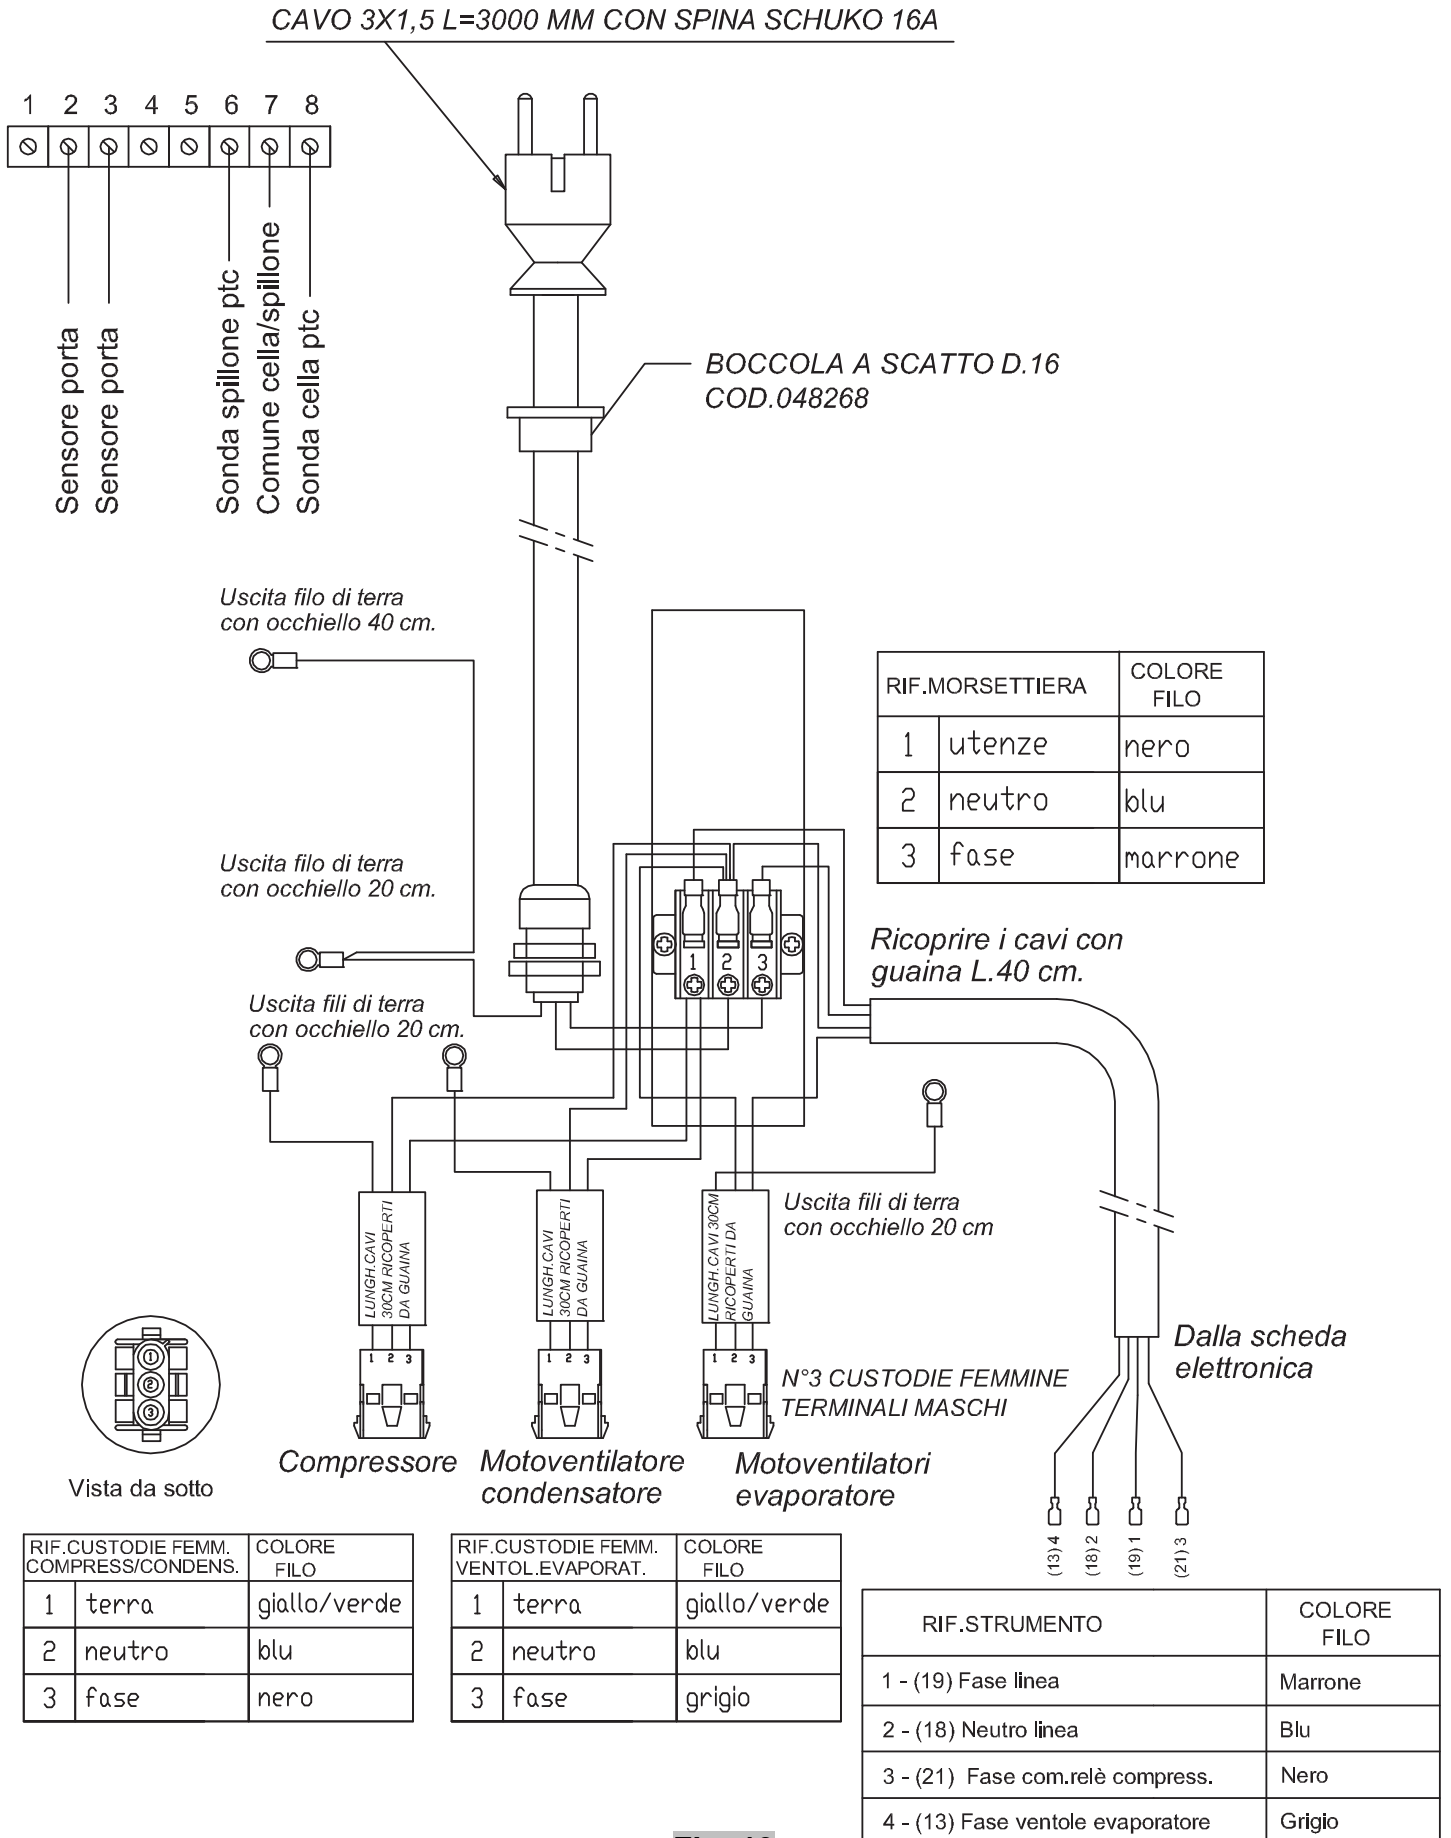 CAVO 3X1,5 L=3000 MM CON SPINA SCHUKO 16A
1 2 3 4 5 6 7 8
Sensore porta
Sensore porta
Sonda spillone ptc
Comune cella/spillone
Sonda cella ptc
BOCCOLA A SCATTO D.16
COD.048268
Uscita filo di terra
con occhiello 40 cm.
RIF.MORSETTIERA COLORE FILO
1 utenze nero
2 neutro blu
3 fase marrone
Uscita filo di terra
con occhiello 20 cm.
1 2 3
Ricoprire i cavi con
guaina L.40 cm.
Uscita fili di terra
con occhiello 20 cm.
Uscita fili di terra
con occhiello 20 cm
LUNGH.CAVI
30CM RICOPERTI
DA GUAINA
LUNGH.CAVI
30CM RICOPERTI
DA GUAINA
LUNGH.CAVI 30CM
RICOPERTI DA
GUAINA
1 2 3
1 2 3
1 2 3
N°3 CUSTODIE FEMMINE
TERMINALI MASCHI
Dalla scheda
elettronica
1
2
3
Vista da sotto
Compressore
Motoventilatore
condensatore
Motoventilatori
evaporatore
(13) 4
(18) 2
(19) 1
(21) 3
RIF.CUSTODIE FEMM.
COMPRESS/CONDENS.
COLORE
FILO
1 terra giallo/verde
2 neutro blu
3 fase nero
RIF.CUSTODIE FEMM.
VENTOL.EVAPORAT.
COLORE
FILO
1 terra giallo/verde
2 neutro blu
3 fase grigio
RIF.STRUMENTO COLORE FILO
1 - (19) Fase linea Marrone
2 - (18) Neutro linea Blu
3 - (21) Fase com.relè compress. Nero
4 - (13) Fase ventole evaporatore Grigio